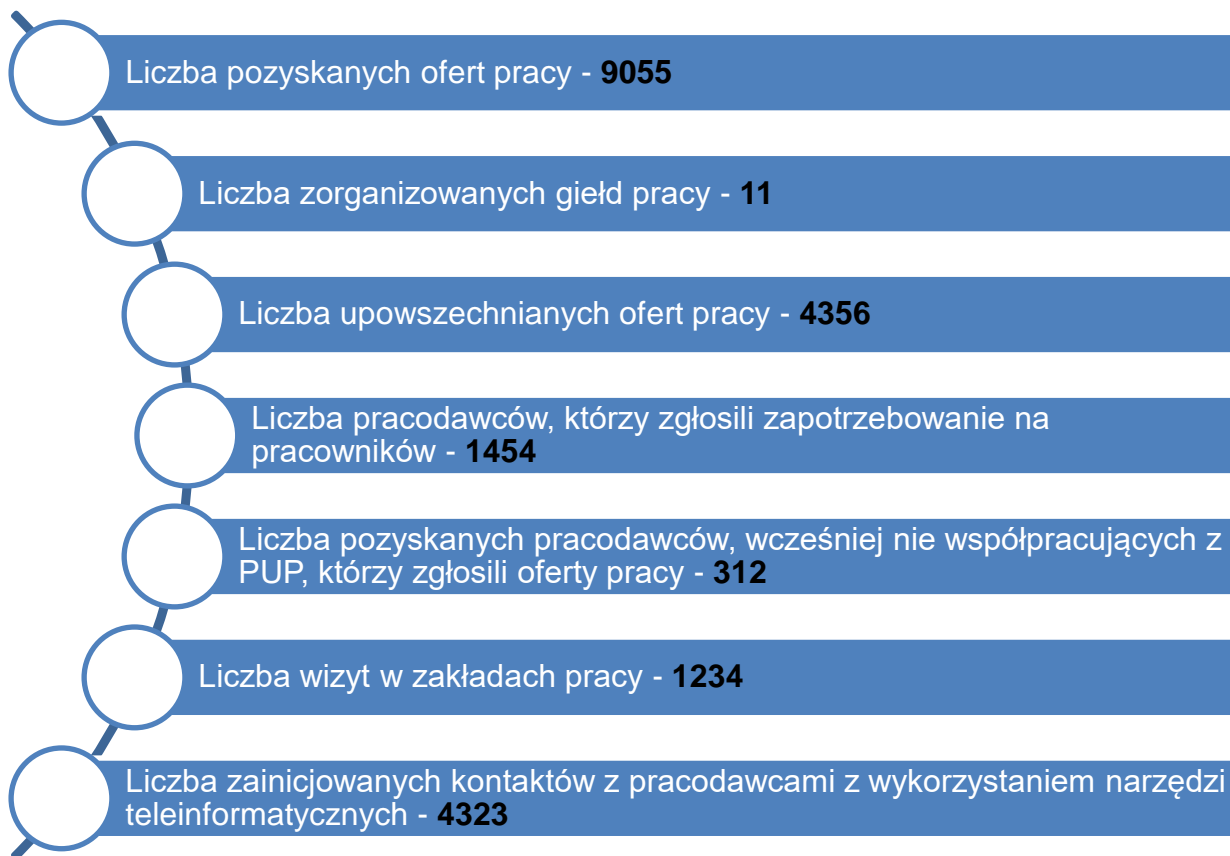 Liczba pozyskanych ofert pracy - 9055
Liczba zorganizowanych giełd pracy - 11
Liczba upowszechnianych ofert pracy - 4356
Liczba pracodawców, którzy zgłosili zapotrzebowanie na
pracowników - 1454
Liczba pozyskanych pracodawców, wcześniej nie współpracujących z
PUP, którzy zgłosili oferty pracy - 312
Liczba wizyt w zakładach pracy - 1234
Liczba zainicjowanych kontaktów z pracodawcami z wykorzystaniem narzędzi
teleinformatycznych - 4323